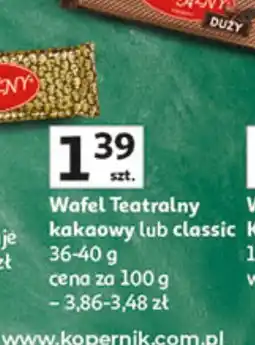 DUŻY
NY
1 39
szt.
Wafel Teatralny
kakaowy lub classic
36-40 g
cena za 100 g
– 3,86-3,48 zł
www.kopernik.com.pl